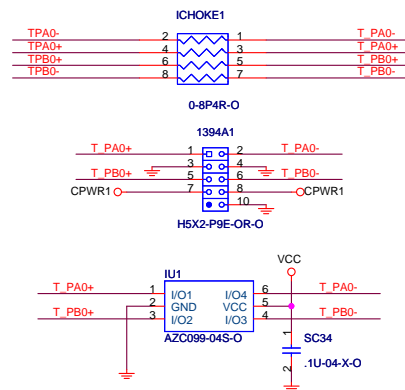 ICHOKE1
TPA0- 2 1 T_PA0-
TPA0+ 4 3 T_PA0+
TPB0+ 6 5 T_PB0+
TPB0- 8 7 T_PB0-
0-8P4R-O
1394A1
T_PA0+ 1 2 T_PA0-
3 4
T_PB0+ 5 6 T_PB0-
CPWR1 7 8 CPWR1
10
H5X2-P9E-OR-O
VCC
IU1
T_PA0+ 1 I/O1 I/O4 6 T_PA0-
2 GND VCC 5
T_PB0+ 3 I/O2 I/O3 4 T_PB0-
AZC099-04S-O
1 SC34
2 .1U-04-X-O